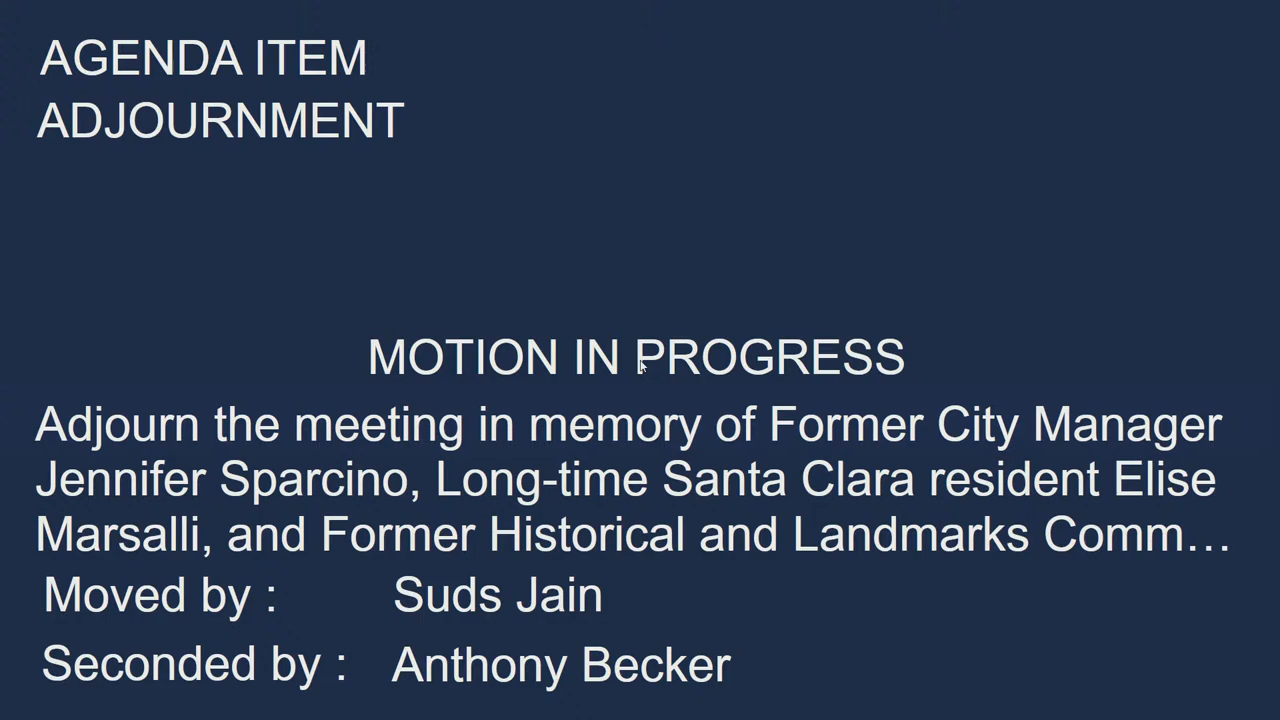 AGENDA ITEM
ADJOURNMENT
MOTION IN PROGRESS
Adjourn the meeting in memory of Former City Manager
Jennifer Sparcino, Long-time Santa Clara resident Elise
Marsalli, and Former Historical and Landmarks Comm…
Moved by : Suds Jain
Seconded by : Anthony Becker